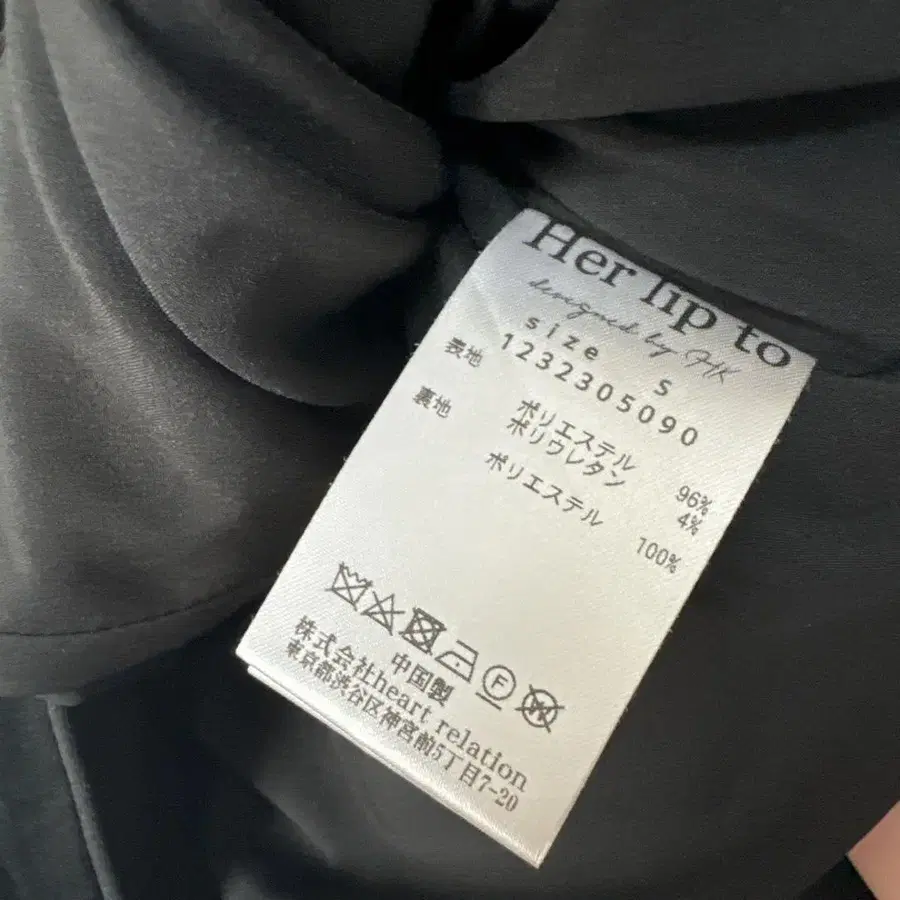 Her lip to
designed by HK
size S
1232305090
表地 ポリエステル 96%
ポリウレタン 4%
裏地 ポリエステル 100%
F
W
中国製
株式会社heart relation
東京都渋谷区神宮前5丁目7-20